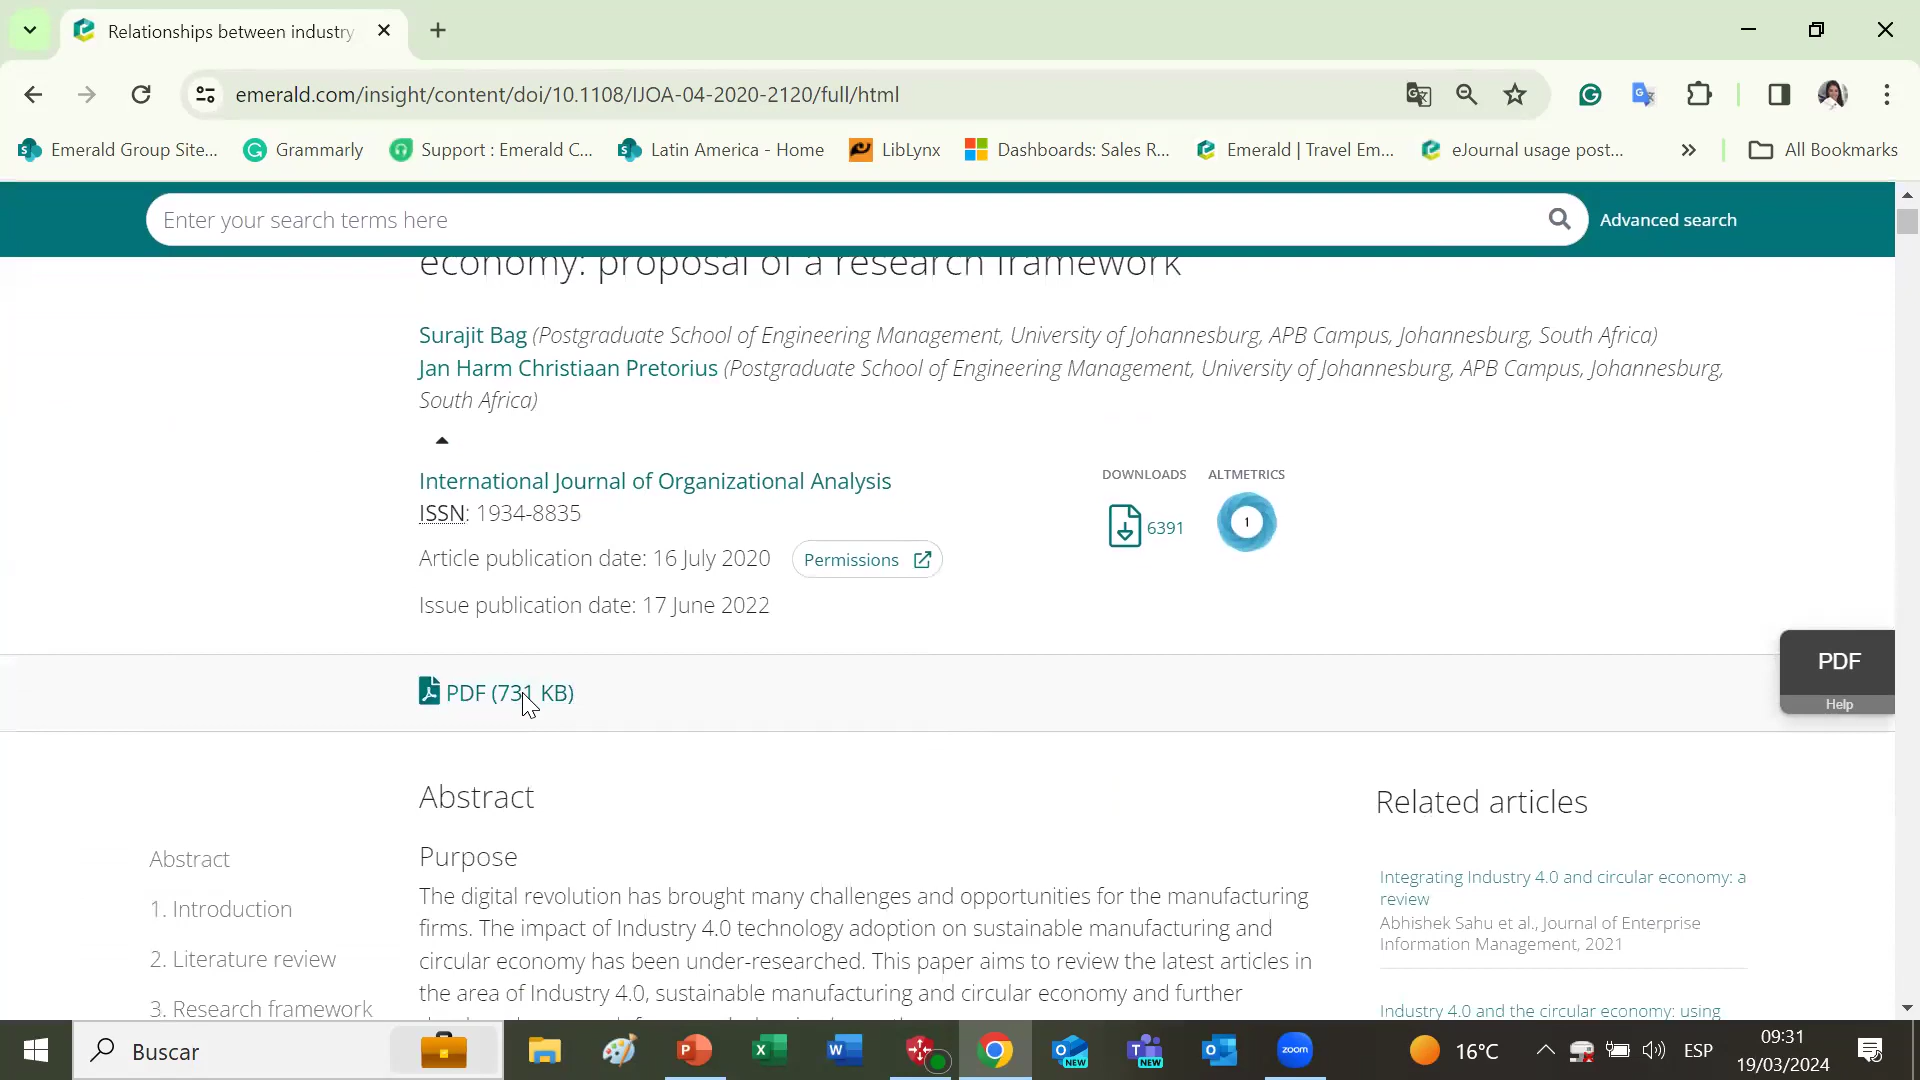 Relationships between industry
emerald.com/insight/content/doi/10.1108/IJOA-04-2020-2120/full/html
Emerald Group Site... Grammarly Support : Emerald C... Latin America - Home LibLynx Dashboards: Sales R... Emerald | Travel Em... eJournal usage post... » All Bookmarks
Enter your search terms here Advanced search
economy: proposal of a research framework
Surajit Bag (Postgraduate School of Engineering Management, University of Johannesburg, APB Campus, Johannesburg, South Africa)
Jan Harm Christiaan Pretorius (Postgraduate School of Engineering Management, University of Johannesburg, APB Campus, Johannesburg,
South Africa)
International Journal of Organizational Analysis
ISSN: 1934-8835
Article publication date: 16 July 2020 Permissions
Issue publication date: 17 June 2022
DOWNLOADS ALTMETRICS
6391 1
PDF (731 KB)
PDF
Help
Abstract
Purpose
The digital revolution has brought many challenges and opportunities for the manufacturing
firms. The impact of Industry 4.0 technology adoption on sustainable manufacturing and
circular economy has been under-researched. This paper aims to review the latest articles in
the area of Industry 4.0, sustainable manufacturing and circular economy and further
Abstract
1. Introduction
2. Literature review
3. Research framework
Related articles
Integrating Industry 4.0 and circular economy: a
review
Abhishek Sahu et al., Journal of Enterprise
Information Management, 2021
Industry 4.0 and the circular economy: using
Buscar
NEW
NEW
zoom
16°C
ESP
09:31
19/03/2024